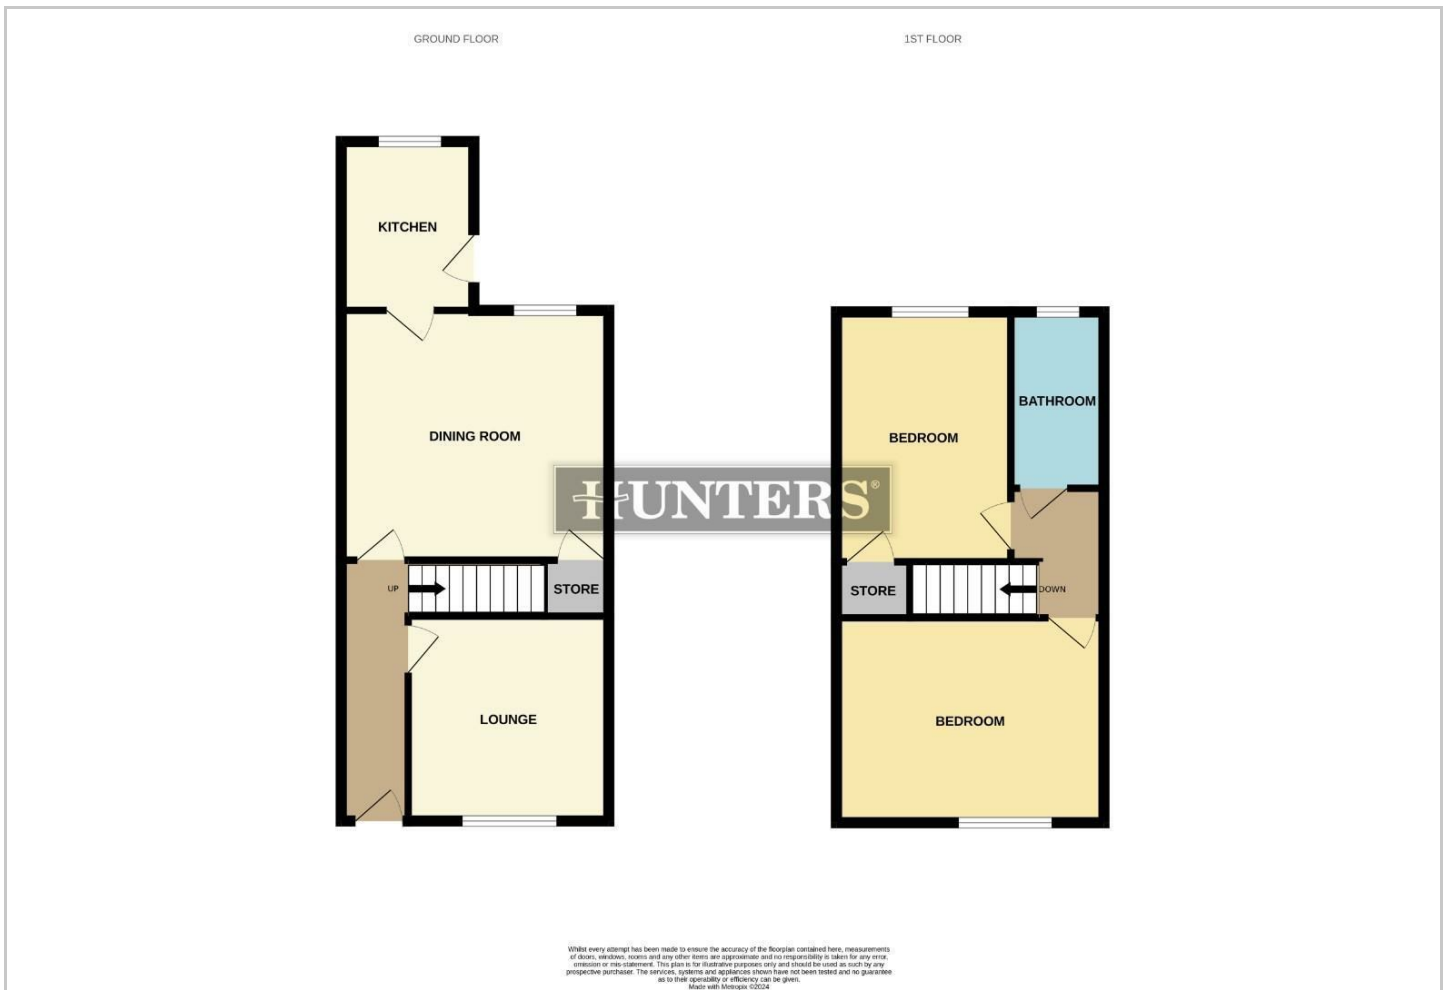 GROUND FLOOR
1ST FLOOR
KITCHEN
DINING ROOM
UP
STORE
LOUNGE
BEDROOM
BATHROOM
STORE
DOWN
BEDROOM
HUNTERS®
Whilst every attempt has been made to ensure the accuracy of the floorplan contained here, measurements
of doors, windows, rooms and any other items are approximate and no responsibility is taken for any error,
omission or mis-statement. This plan is for illustrative purposes only and should be used as such by any
prospective purchaser. The services, systems and appliances shown have not been tested and no guarantee
as to their operability or efficiency can be given.
Made with Metropix ©2024